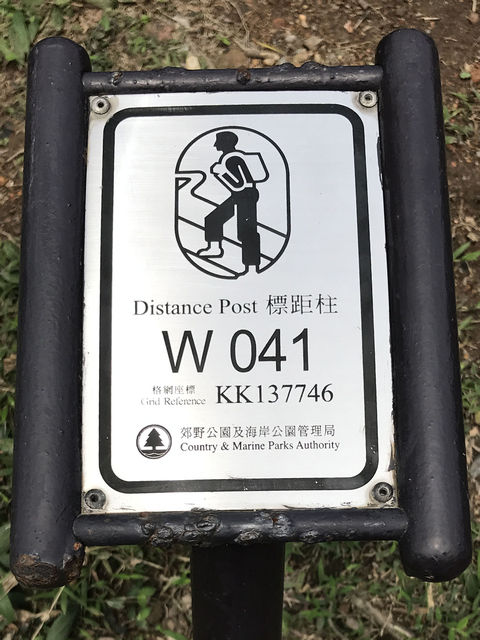 Distance Post 標距柱
W 041
格網座標
Grid Reference KK137746
郊野公園及海岸公園管理局
Country & Marine Parks Authority